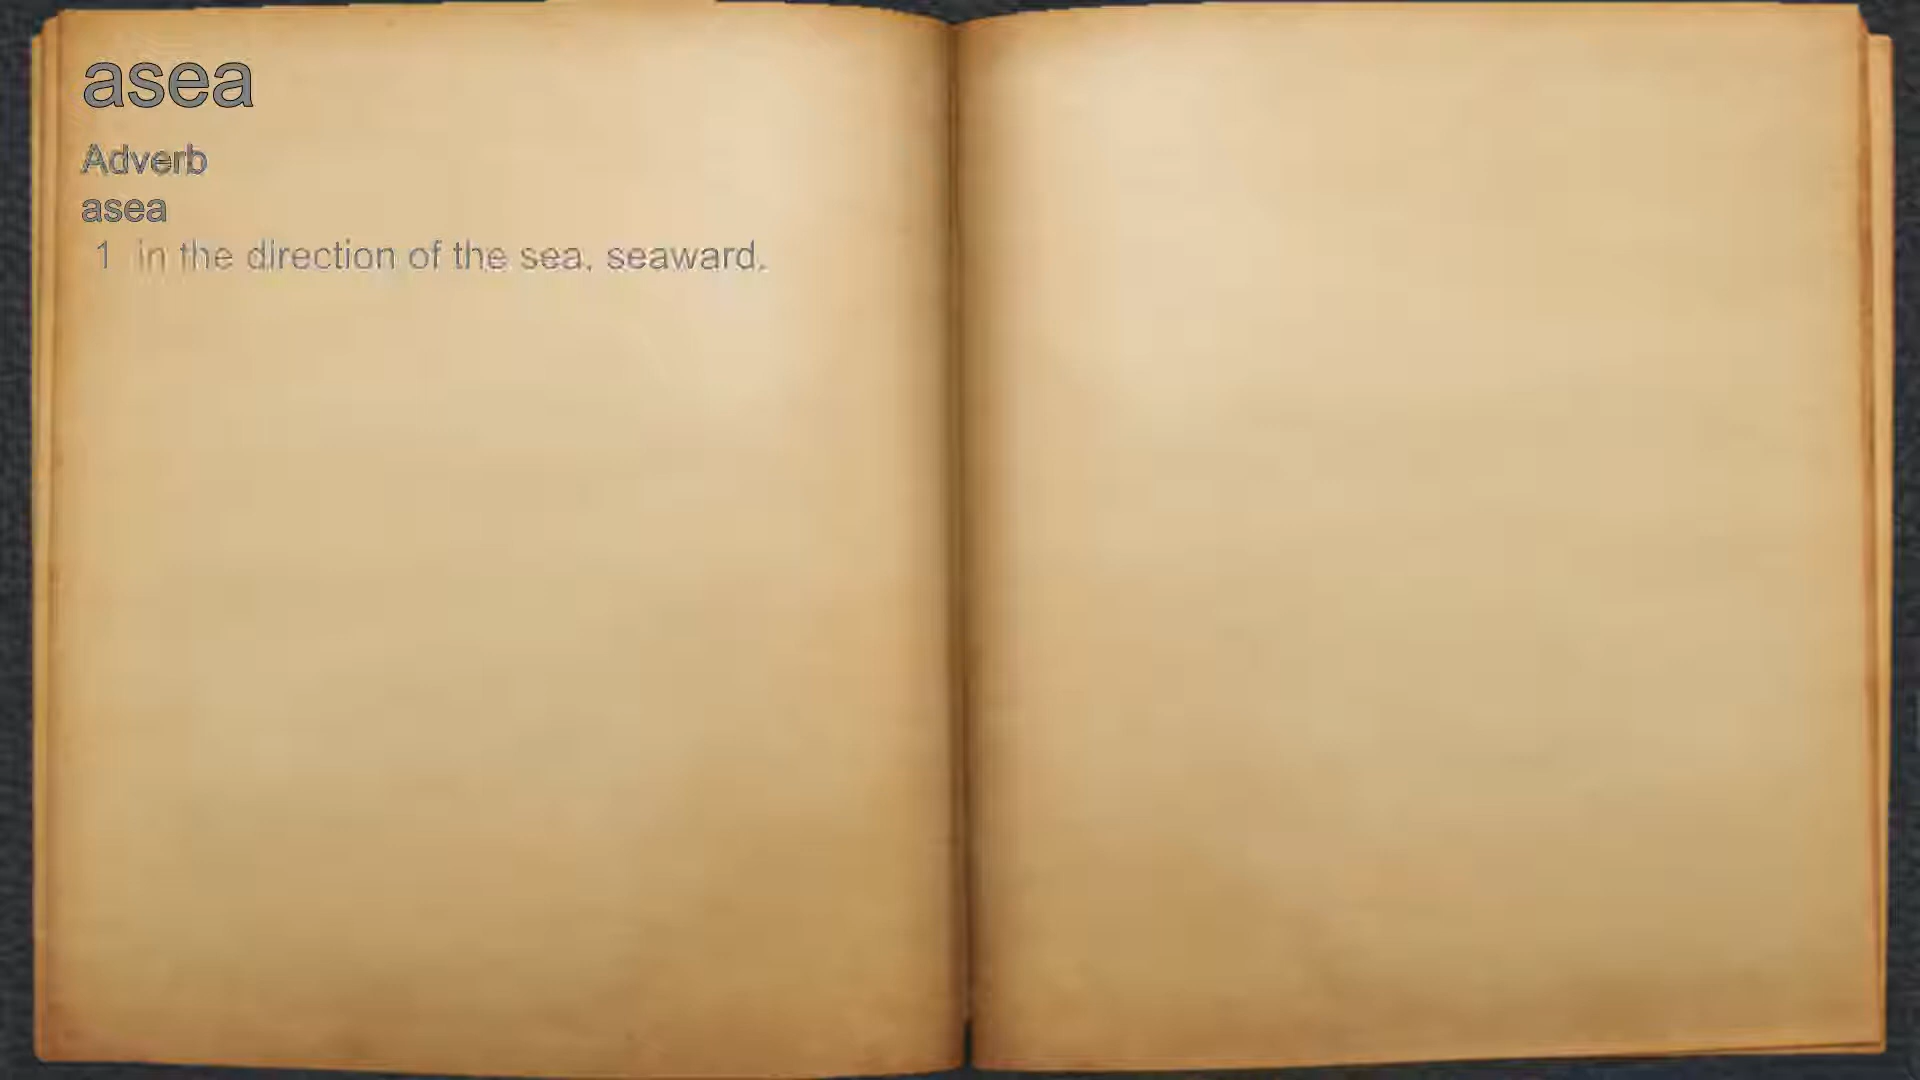 asea
Adverb
asea
1 in the direction of the sea, seaward.